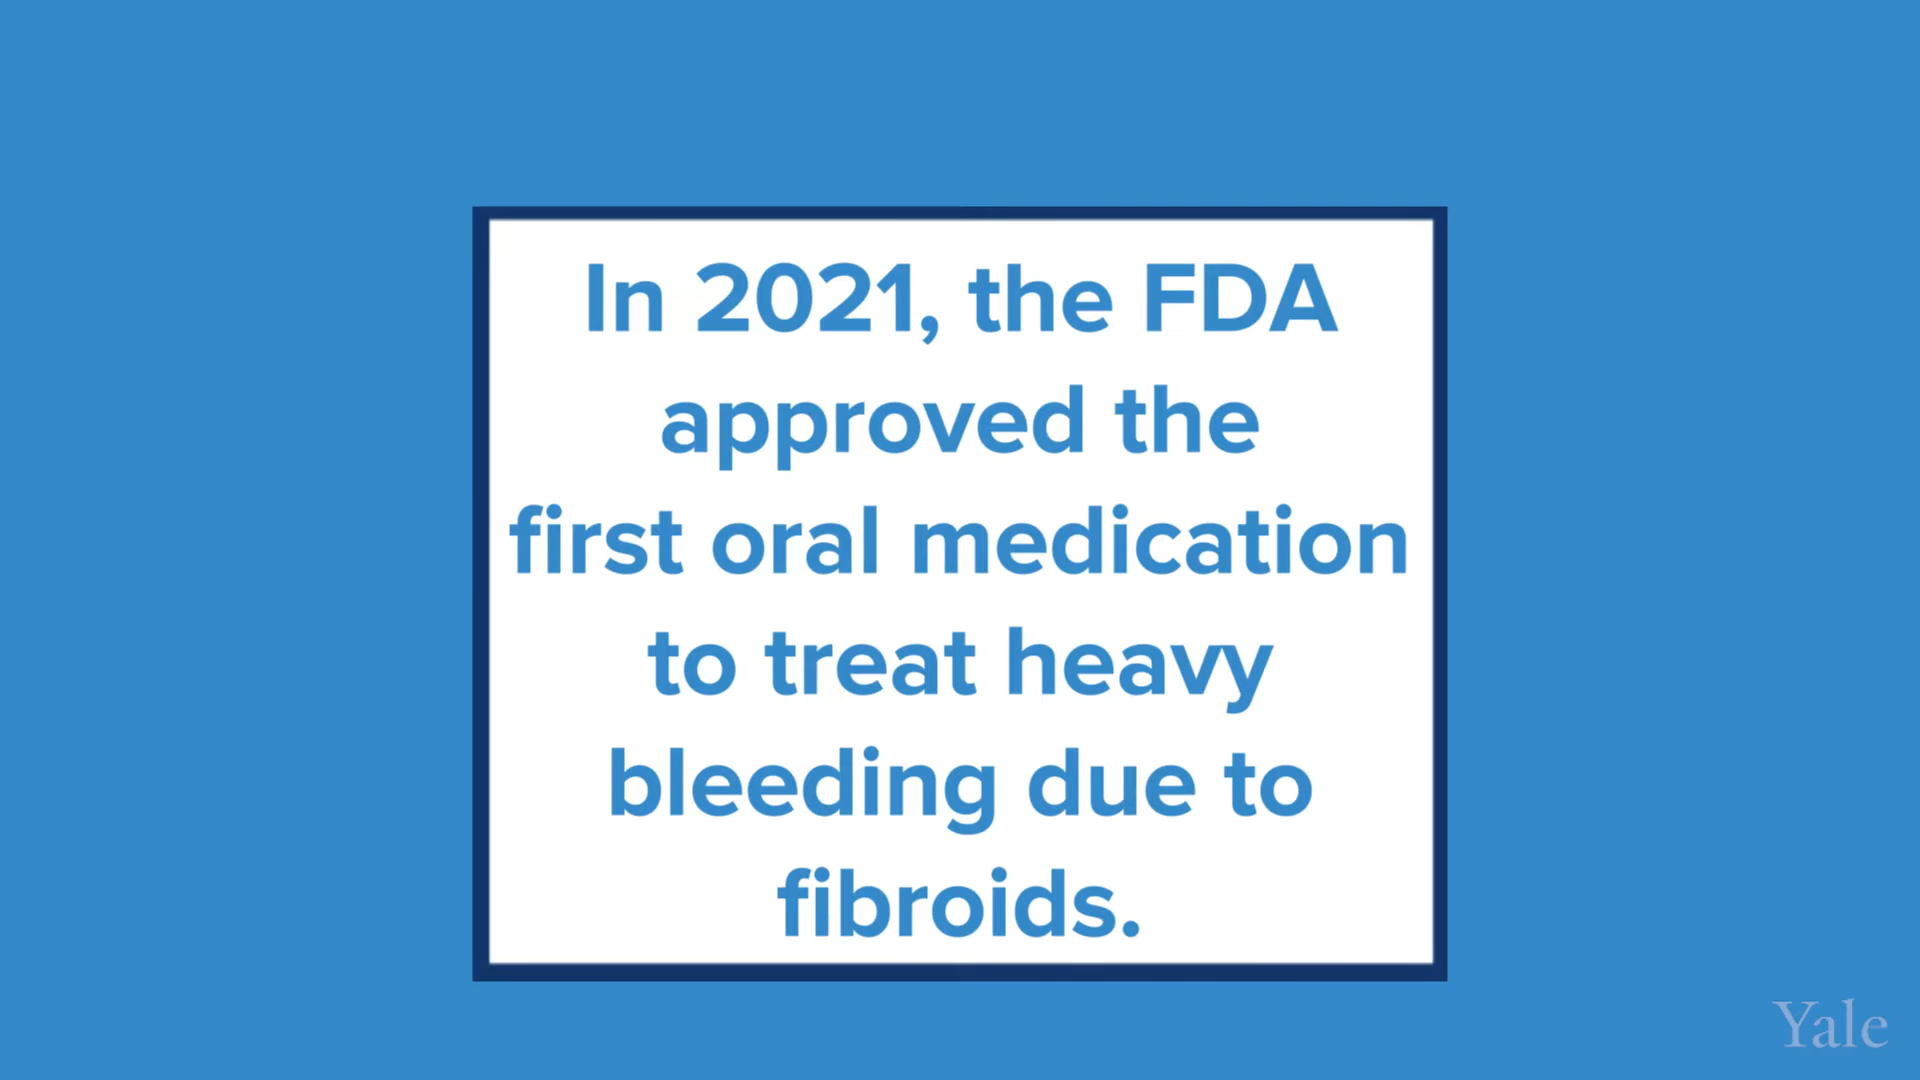 In 2021, the FDA
approved the
first oral medication
to treat heavy
bleeding due to
fibroids.
Yale